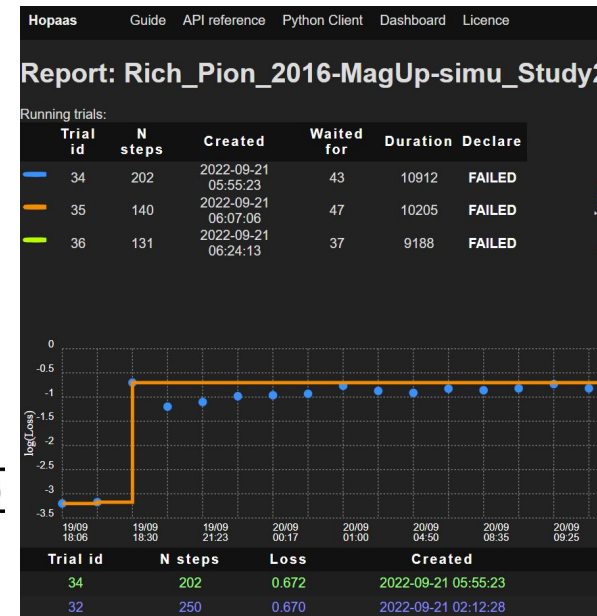 Hopaas Guide API reference Python Client Dashboard Licence
Report: Rich_Pion_2016-MagUp-simu_Study
Running trials:
Trial id N steps Created Waited for Duration Declare
34 202 2022-09-21 05:55:23 43 10912 FAILED
35 140 2022-09-21 06:07:06 47 10205 FAILED
36 131 2022-09-21 06:24:13 37 9188 FAILED
0
-0.5
-1
-1.5
-2
-2.5
-3
-3.5
log(Loss)
19/09 18:06 19/09 18:30 19/09 21:23 20/09 00:17 20/09 01:00 20/09 04:50 20/09 08:35 20/09 09:25
Trial id N steps Loss Created
34 202 0.672 2022-09-21 05:55:23
32 250 0.670 2022-09-21 02:12:28